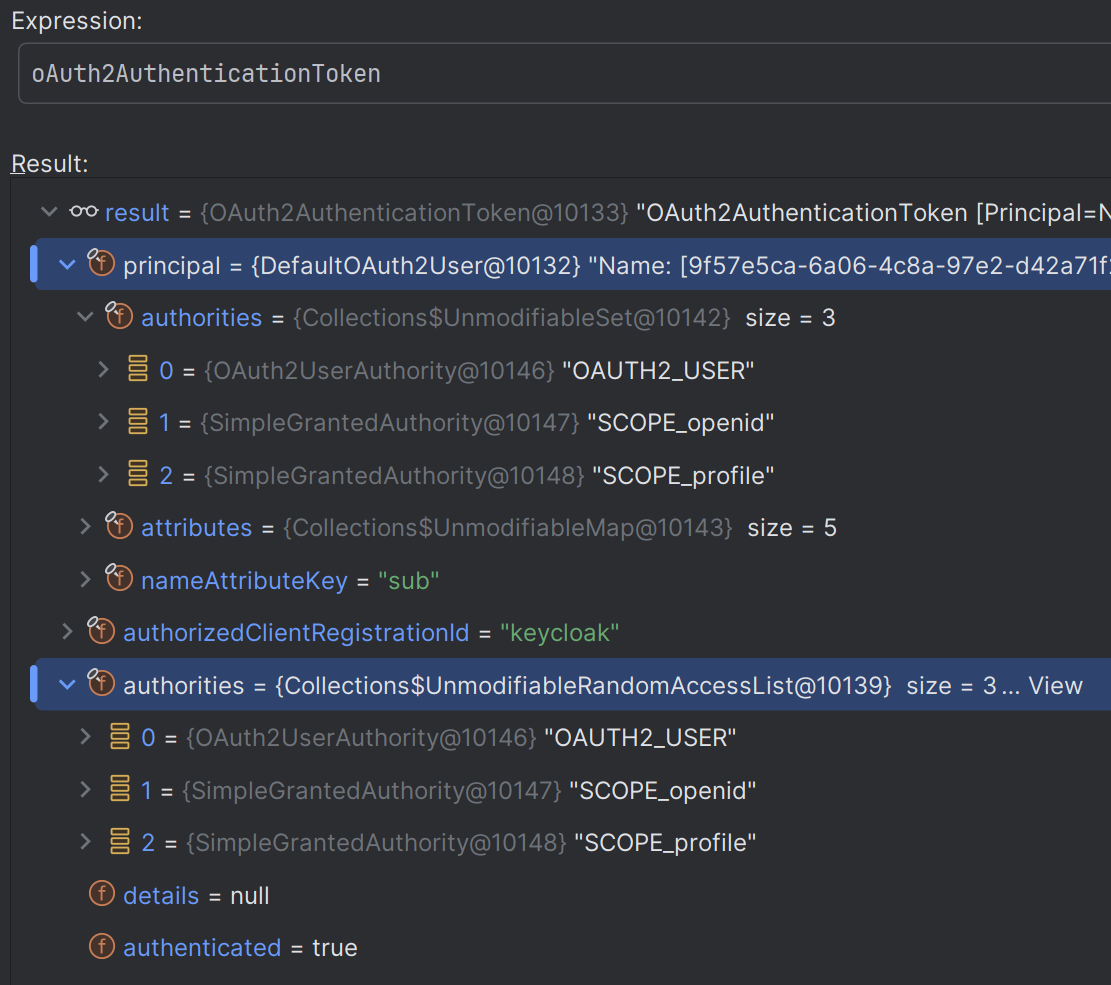 Expression:
oAuth2AuthenticationToken
Result:
result = {OAuth2AuthenticationToken@10133} "OAuth2AuthenticationToken [Principal=N
principal = {DefaultOAuth2User@10132} "Name: [9f57e5ca-6a06-4c8a-97e2-d42a71f
authorities = {Collections$UnmodifiableSet@10142} size = 3
0 = {OAuth2UserAuthority@10146} "OAUTH2_USER"
1 = {SimpleGrantedAuthority@10147} "SCOPE_openid"
2 = {SimpleGrantedAuthority@10148} "SCOPE_profile"
attributes = {Collections$UnmodifiableMap@10143} size = 5
nameAttributeKey = "sub"
authorizedClientRegistrationId = "keycloak"
authorities = {Collections$UnmodifiableRandomAccessList@10139} size = 3 ... View
0 = {OAuth2UserAuthority@10146} "OAUTH2_USER"
1 = {SimpleGrantedAuthority@10147} "SCOPE_openid"
2 = {SimpleGrantedAuthority@10148} "SCOPE_profile"
details = null
authenticated = true